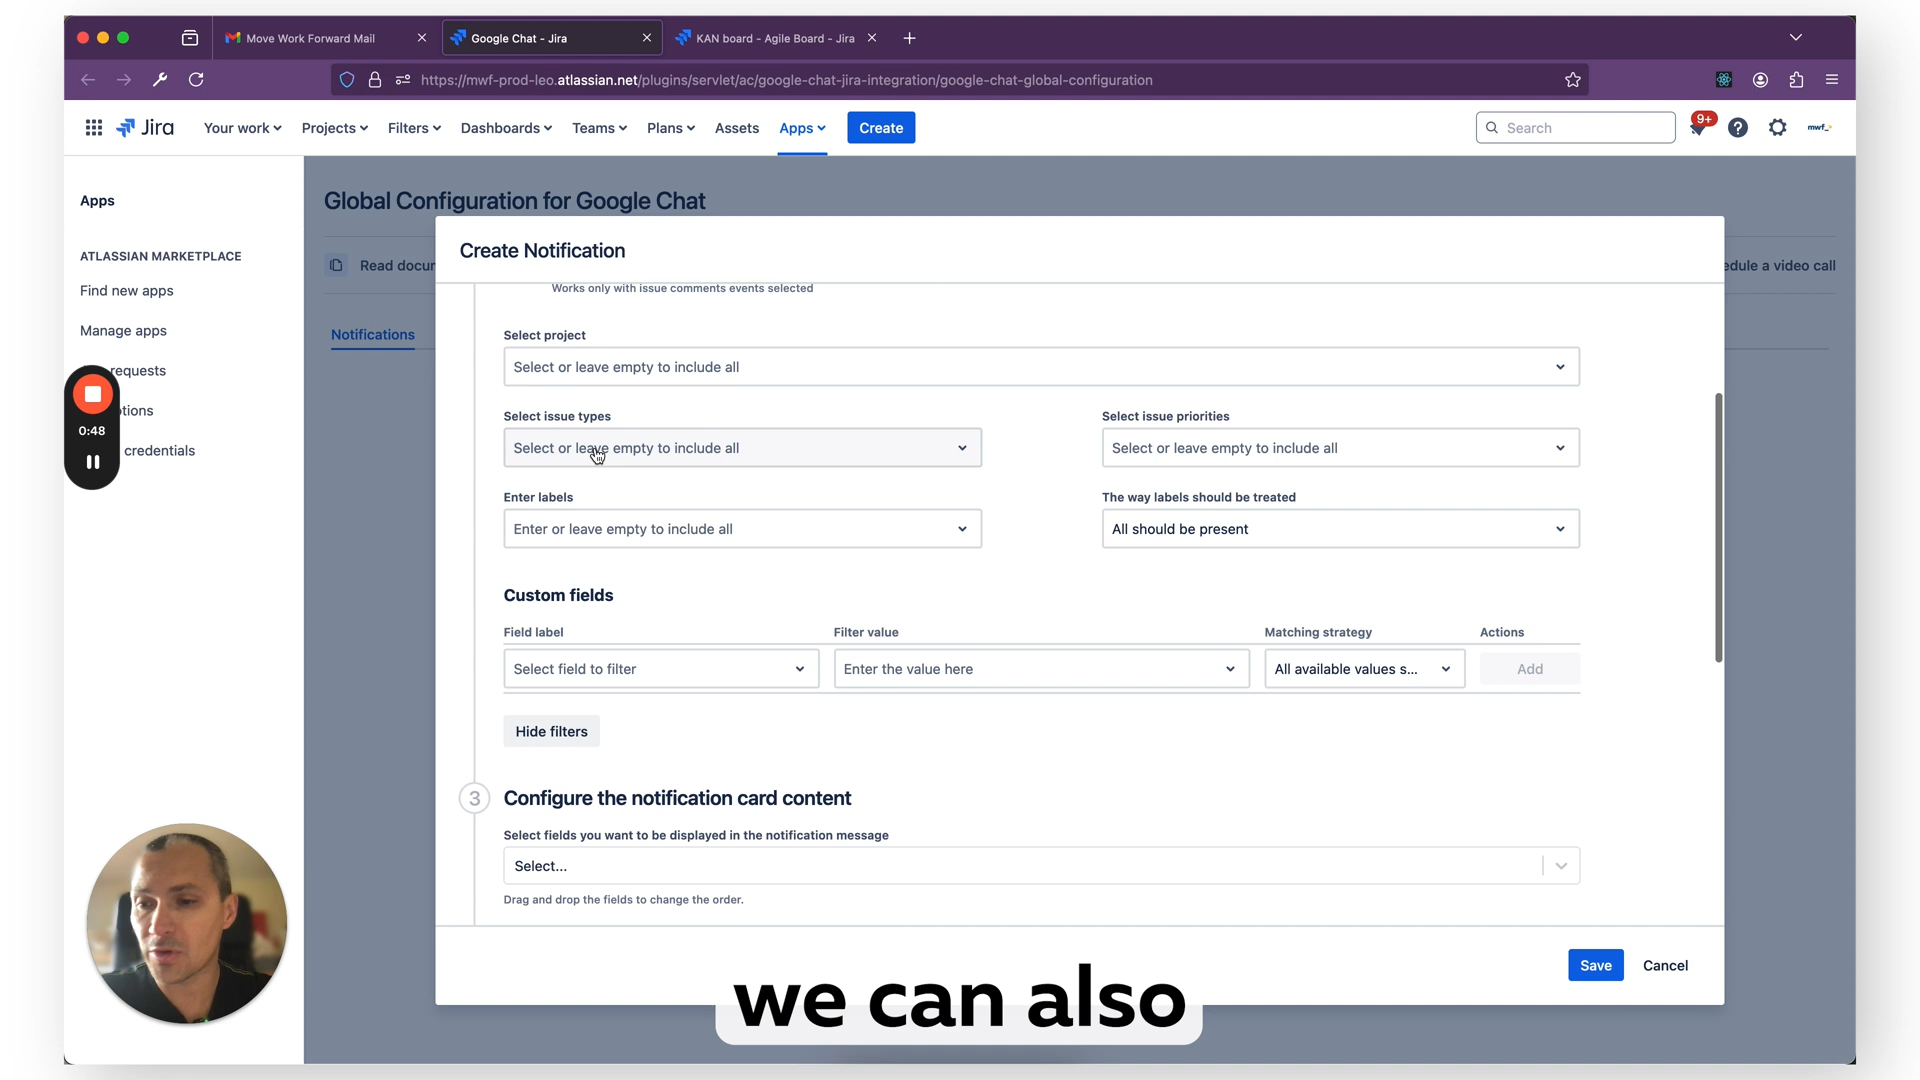 Move Work Forward Mail
Google Chat - Jira
KAN board - Agile Board - Jira
https://mwf-prod-leo.atlassian.net/plugins/servlet/ac/google-chat-jira-integration/google-chat-global-configuration
Jira
Your work
Projects
Filters
Dashboards
Teams
Plans
Assets
Apps
Create
Search
9+
mwf_
Apps
ATLASSIAN MARKETPLACE
Find new apps
Manage apps
requests
otions
credentials
0:48
Global Configuration for Google Chat
Read docur
edule a video call
Notifications
Create Notification
Works only with issue comments events selected
Select project
Select or leave empty to include all
Select issue types
Select issue priorities
Select or leave empty to include all
Select or leave empty to include all
Enter labels
The way labels should be treated
Enter or leave empty to include all
All should be present
Custom fields
Field label
Filter value
Matching strategy
Actions
Select field to filter
Enter the value here
All available values s...
Add
Hide filters
3
Configure the notification card content
Select fields you want to be displayed in the notification message
Select...
Drag and drop the fields to change the order.
Save
Cancel
we can also